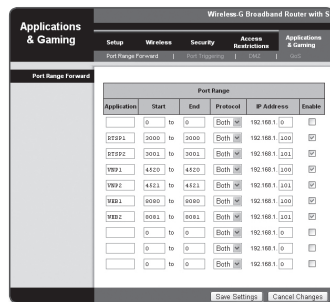 Wireless-G Broadband Router with S
Applications & Gaming
Setup Wireless Security Access Restrictions Applications & Gaming
Port Range Forward | Port Triggering | DMZ | QoS
Port Range Forward
Port Range
Application Start End Protocol IP Address Enable
0 to 0 Both 192.168.1. 0
RTSP1 3000 to 3000 Both 192.168.1. 100
RTSP2 3001 to 3001 Both 192.168.1. 101
VNP1 4520 to 4520 Both 192.168.1. 100
VNP2 4521 to 4521 Both 192.168.1. 101
WEB1 8080 to 8080 Both 192.168.1. 100
WEB2 8081 to 8081 Both 192.168.1. 101
0 to 0 Both 192.168.1. 0
0 to 0 Both 192.168.1. 0
0 to 0 Both 192.168.1. 0
Save Settings Cancel Changes